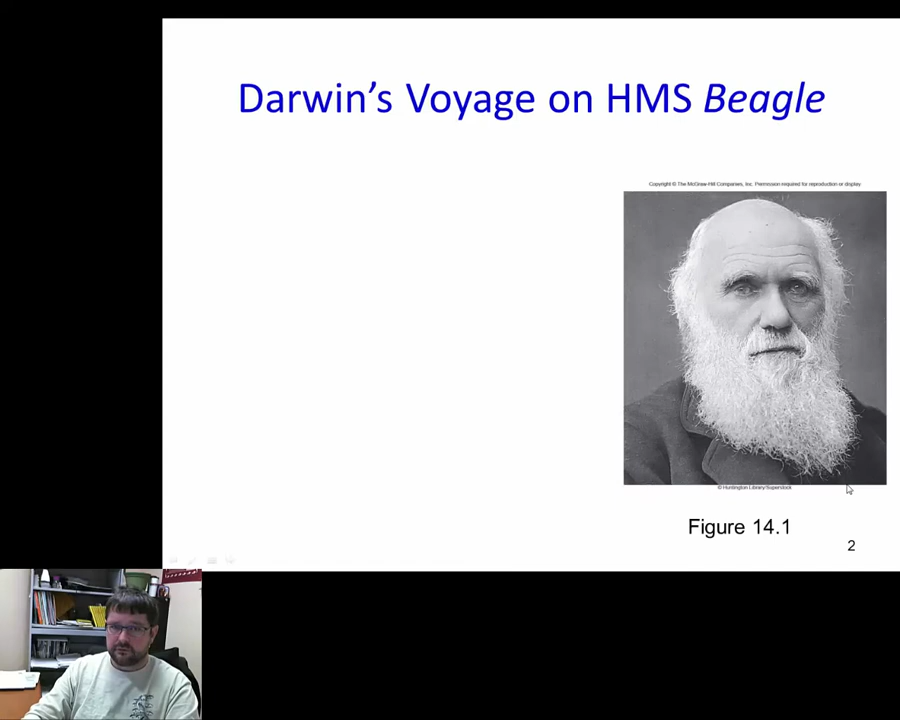 Darwin's Voyage on HMS Beagle
Copyright © The McGraw-Hill Companies, Inc. Permission required for reproduction or display.
© Huntington Library/Superstock
Figure 14.1
2